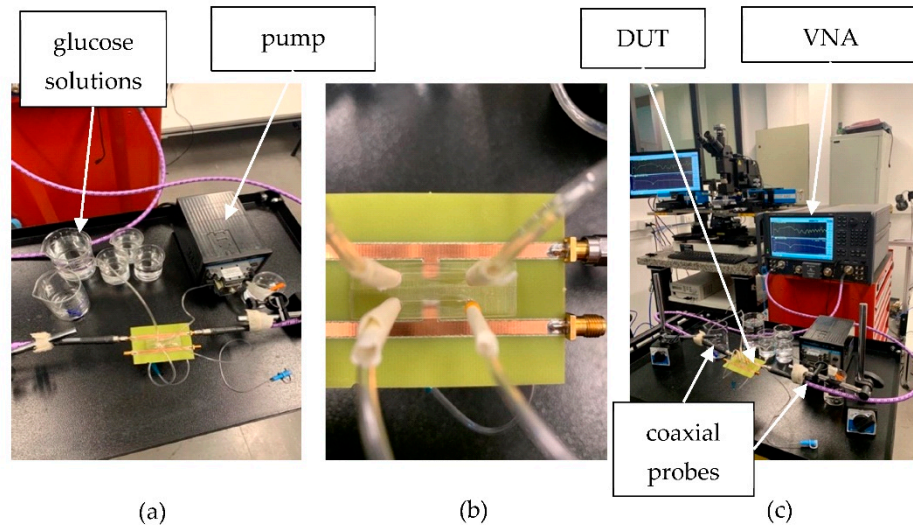 glucose
solutions
pump
DUT
VNA
coaxial
probes
(a)
(b)
(c)